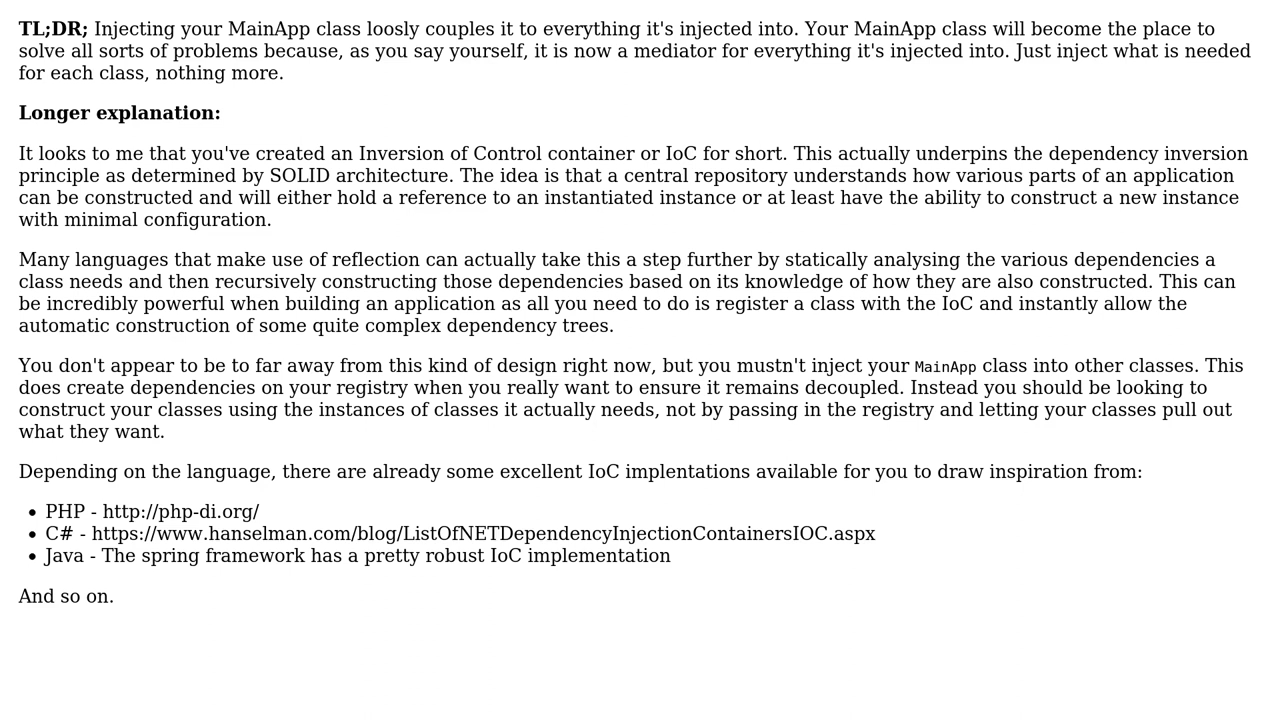 TL;DR; Injecting your MainApp class loosly couples it to everything it's injected into. Your MainApp class will become the place to
solve all sorts of problems because, as you say yourself, it is now a mediator for everything it's injected into. Just inject what is needed
for each class, nothing more.
Longer explanation:
It looks to me that you've created an Inversion of Control container or IoC for short. This actually underpins the dependency inversion
principle as determined by SOLID architecture. The idea is that a central repository understands how various parts of an application
can be constructed and will either hold a reference to an instantiated instance or at least have the ability to construct a new instance
with minimal configuration.
Many languages that make use of reflection can actually take this a step further by statically analysing the various dependencies a
class needs and then recursively constructing those dependencies based on its knowledge of how they are also constructed. This can
be incredibly powerful when building an application as all you need to do is register a class with the IoC and instantly allow the
automatic construction of some quite complex dependency trees.
You don't appear to be to far away from this kind of design right now, but you mustn't inject your MainApp class into other classes. This
does create dependencies on your registry when you really want to ensure it remains decoupled. Instead you should be looking to
construct your classes using the instances of classes it actually needs, not by passing in the registry and letting your classes pull out
what they want.
Depending on the language, there are already some excellent IoC implentations available for you to draw inspiration from:
• PHP - http://php-di.org/
• C# - https://www.hanselman.com/blog/ListOfNETDependencyInjectionContainersIOC.aspx
• Java - The spring framework has a pretty robust IoC implementation
And so on.